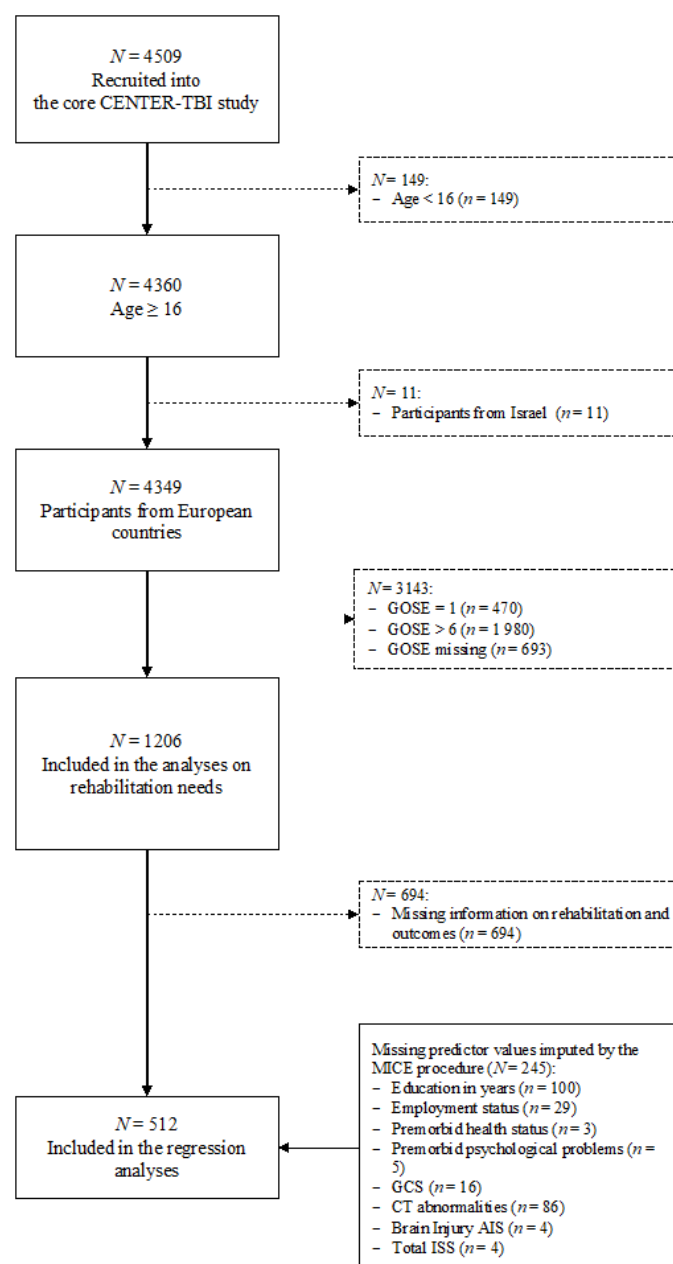 N = 4509
Recruited into
the core CENTER-TBI study
N = 149:
– Age < 16 (n = 149)
N = 4360
Age ≥ 16
N = 11:
– Participants from Israel (n = 11)
N = 4349
Participants from European
countries
N = 3143:
– GOSE = 1 (n = 470)
– GOSE > 6 (n = 1 980)
– GOSE missing (n = 693)
N = 1206
Included in the analyses on
rehabilitation needs
N = 694:
– Missing information on rehabilitation and
outcomes (n = 694)
Missing predictor values imputed by the
MICE procedure (N = 245):
– Education in years (n = 100)
– Employment status (n = 29)
– Premorbid health status (n = 3)
– Premorbid psychological problems (n =
5)
– GCS (n = 16)
– CT abnormalities (n = 86)
– Brain Injury AIS (n = 4)
– Total ISS (n = 4)
N = 512
Included in the regression
analyses